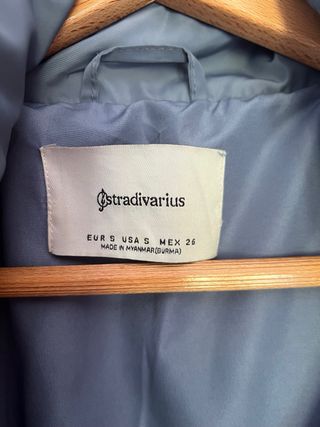 stradivarius
EUR S USA S MEX 26
MADE IN MYANMAR(BURMA)